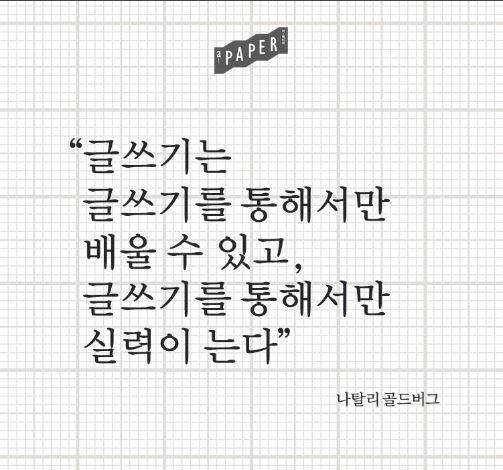 a
PAPER
“글쓰기는
글쓰기를 통해서만
배울 수 있고,
글쓰기를 통해서만
실력이 는다”
나탈리 골드버그